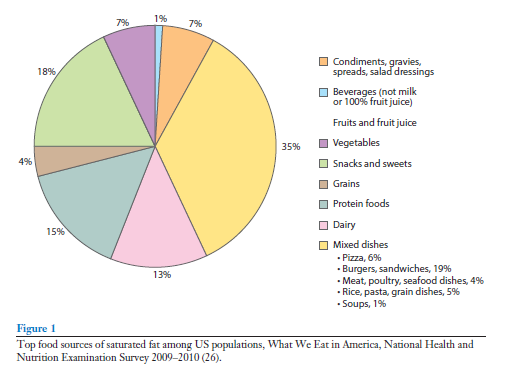 7%
1%
7%
18%
35%
4%
15%
13%
Condiments, gravies,
spreads, salad dressings
Beverages (not milk
or 100% fruit juice)
Fruits and fruit juice
Vegetables
Snacks and sweets
Grains
Protein foods
Dairy
Mixed dishes
• Pizza, 6%
• Burgers, sandwiches, 19%
• Meat, poultry, seafood dishes, 4%
• Rice, pasta, grain dishes, 5%
• Soups, 1%
Figure 1
Top food sources of saturated fat among US populations, What We Eat in America, National Health and
Nutrition Examination Survey 2009–2010 (26).